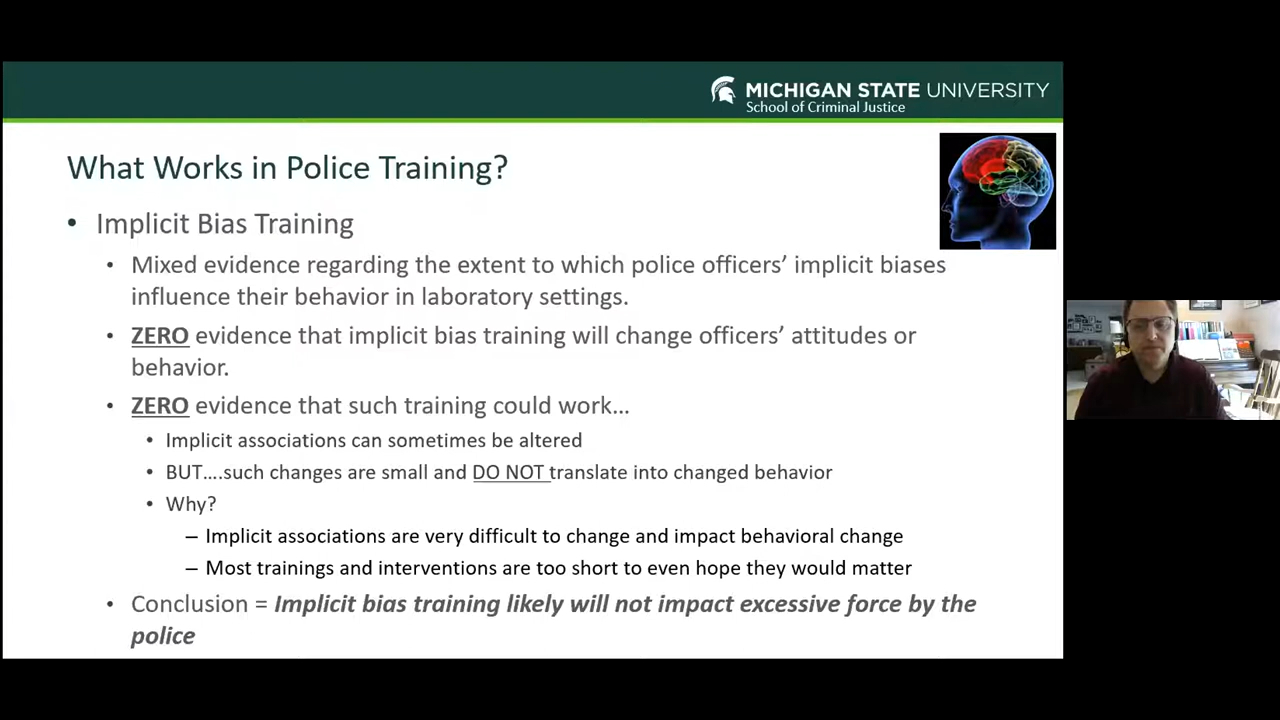 MICHIGAN STATE UNIVERSITY
School of Criminal Justice
What Works in Police Training?
• Implicit Bias Training
• Mixed evidence regarding the extent to which police officers’ implicit biases
influence their behavior in laboratory settings.
• ZERO evidence that implicit bias training will change officers’ attitudes or
behavior.
• ZERO evidence that such training could work…
• Implicit associations can sometimes be altered
• BUT….such changes are small and DO NOT translate into changed behavior
• Why?
– Implicit associations are very difficult to change and impact behavioral change
– Most trainings and interventions are too short to even hope they would matter
• Conclusion = Implicit bias training likely will not impact excessive force by the
police